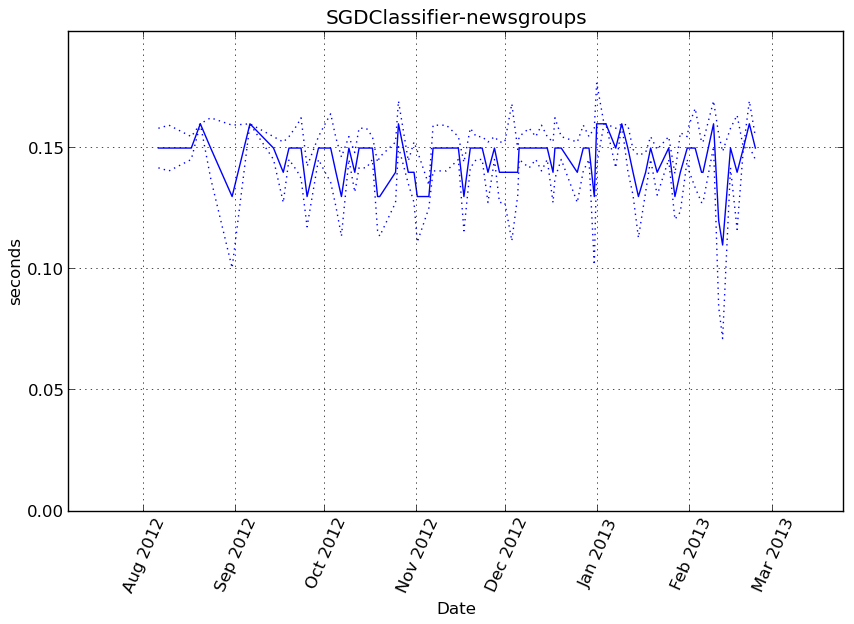 SGDClassifier-newsgroups
seconds
0.15
0.10
0.05
0.00
Aug 2012
Sep 2012
Oct 2012
Nov 2012
Dec 2012
Jan 2013
Feb 2013
Mar 2013
Date